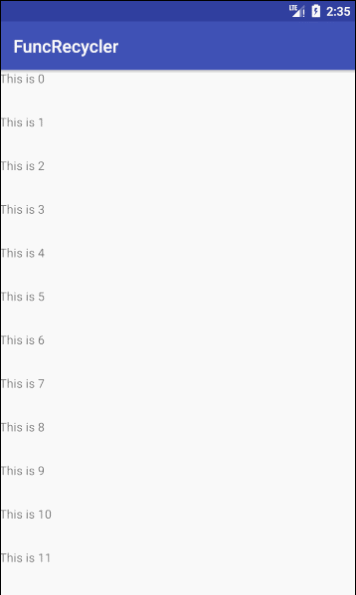 LTE 2:35
FuncRecycler
This is 0
This is 1
This is 2
This is 3
This is 4
This is 5
This is 6
This is 7
This is 8
This is 9
This is 10
This is 11